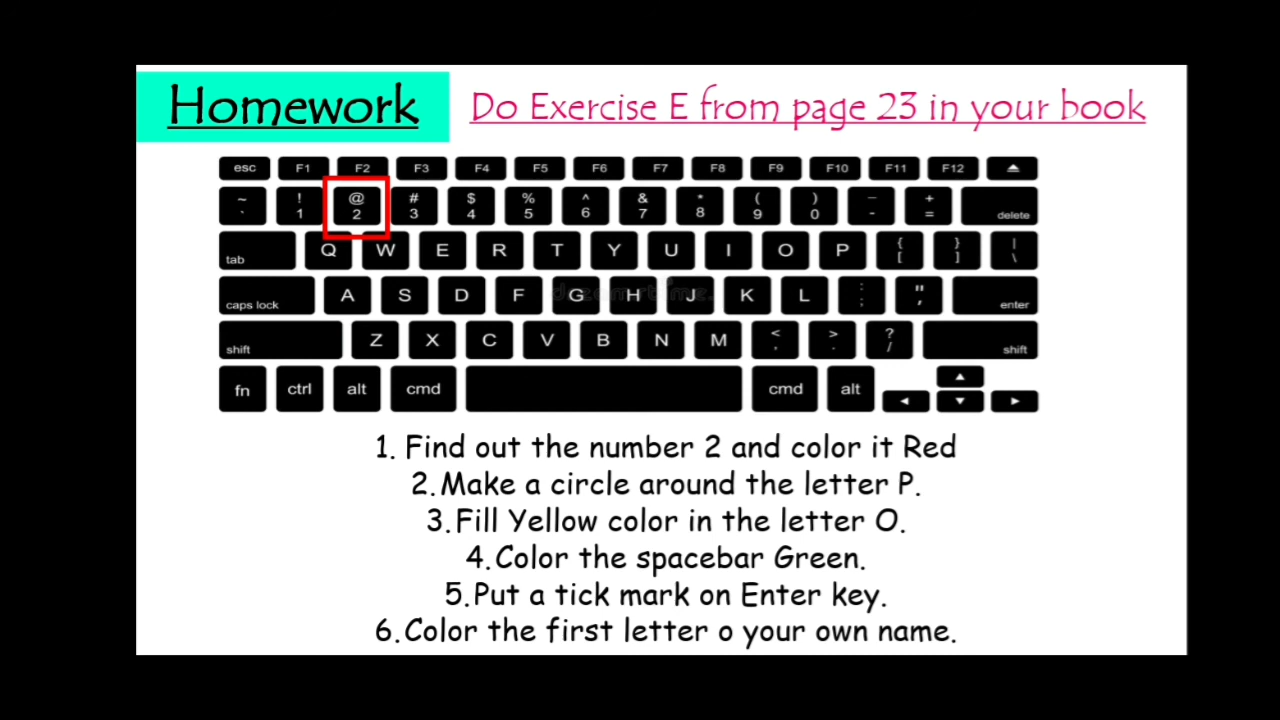 Homework Do Exercise E from page 23 in your book
esc F1 F2 F3 F4 F5 F6 F7 F8 F9 F10 F11 F12
~ ! @ # $ % ^ & * ( ) _ +
` 1 2 3 4 5 6 7 8 9 0 - = delete
tab Q W E R T Y U I O P { [ } ] | \
caps lock A S D F G H J K L : ; " , enter
shift Z X C V B N M < , > . ? / shift
fn ctrl alt cmd cmd alt
1. Find out the number 2 and color it Red
2. Make a circle around the letter P.
3. Fill Yellow color in the letter O.
4. Color the spacebar Green.
5. Put a tick mark on Enter key.
6. Color the first letter o your own name.